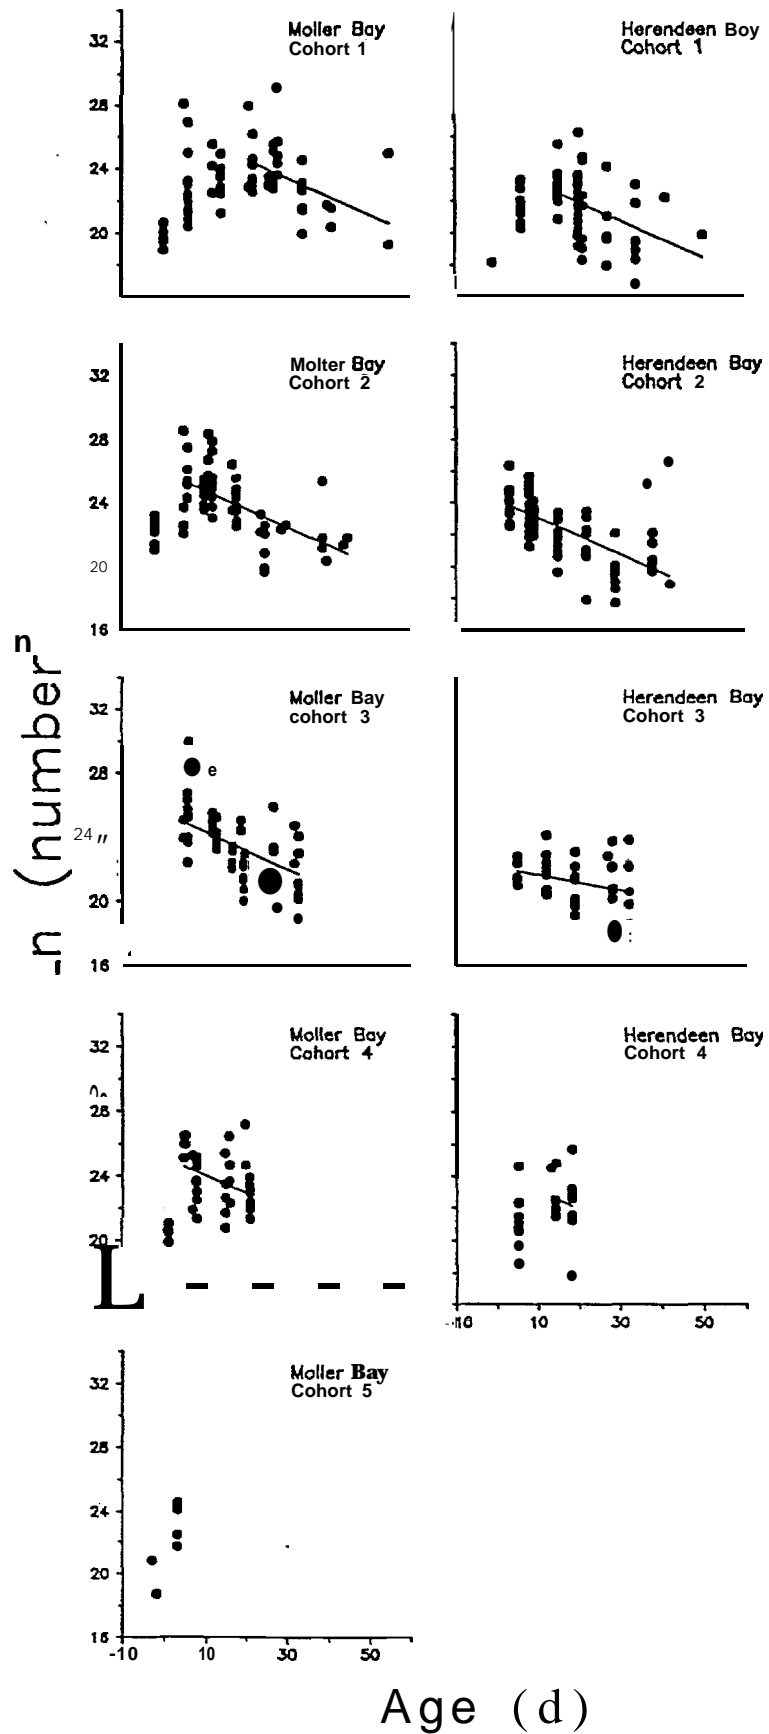 Moller Bay
Cohort 1
32
28
24
20
Herendeen Boy
Cohort 1
Molter Bay
Cohort 2
32
28
24
20
16
Herendeen Bay
Cohort 2
n
_n (number
Moller Bay
cohort 3
32
28
e
24 "
20
16
Herendeen Bay
Cohort 3
Moller Bay
Cohort 4
32
28
24
20
L
Herendeen Bay
Cohort 4
-10 10 30 50
Moller Bay
Cohort 5
32
28
24
20
16
-10 10 30 50
Age (d)